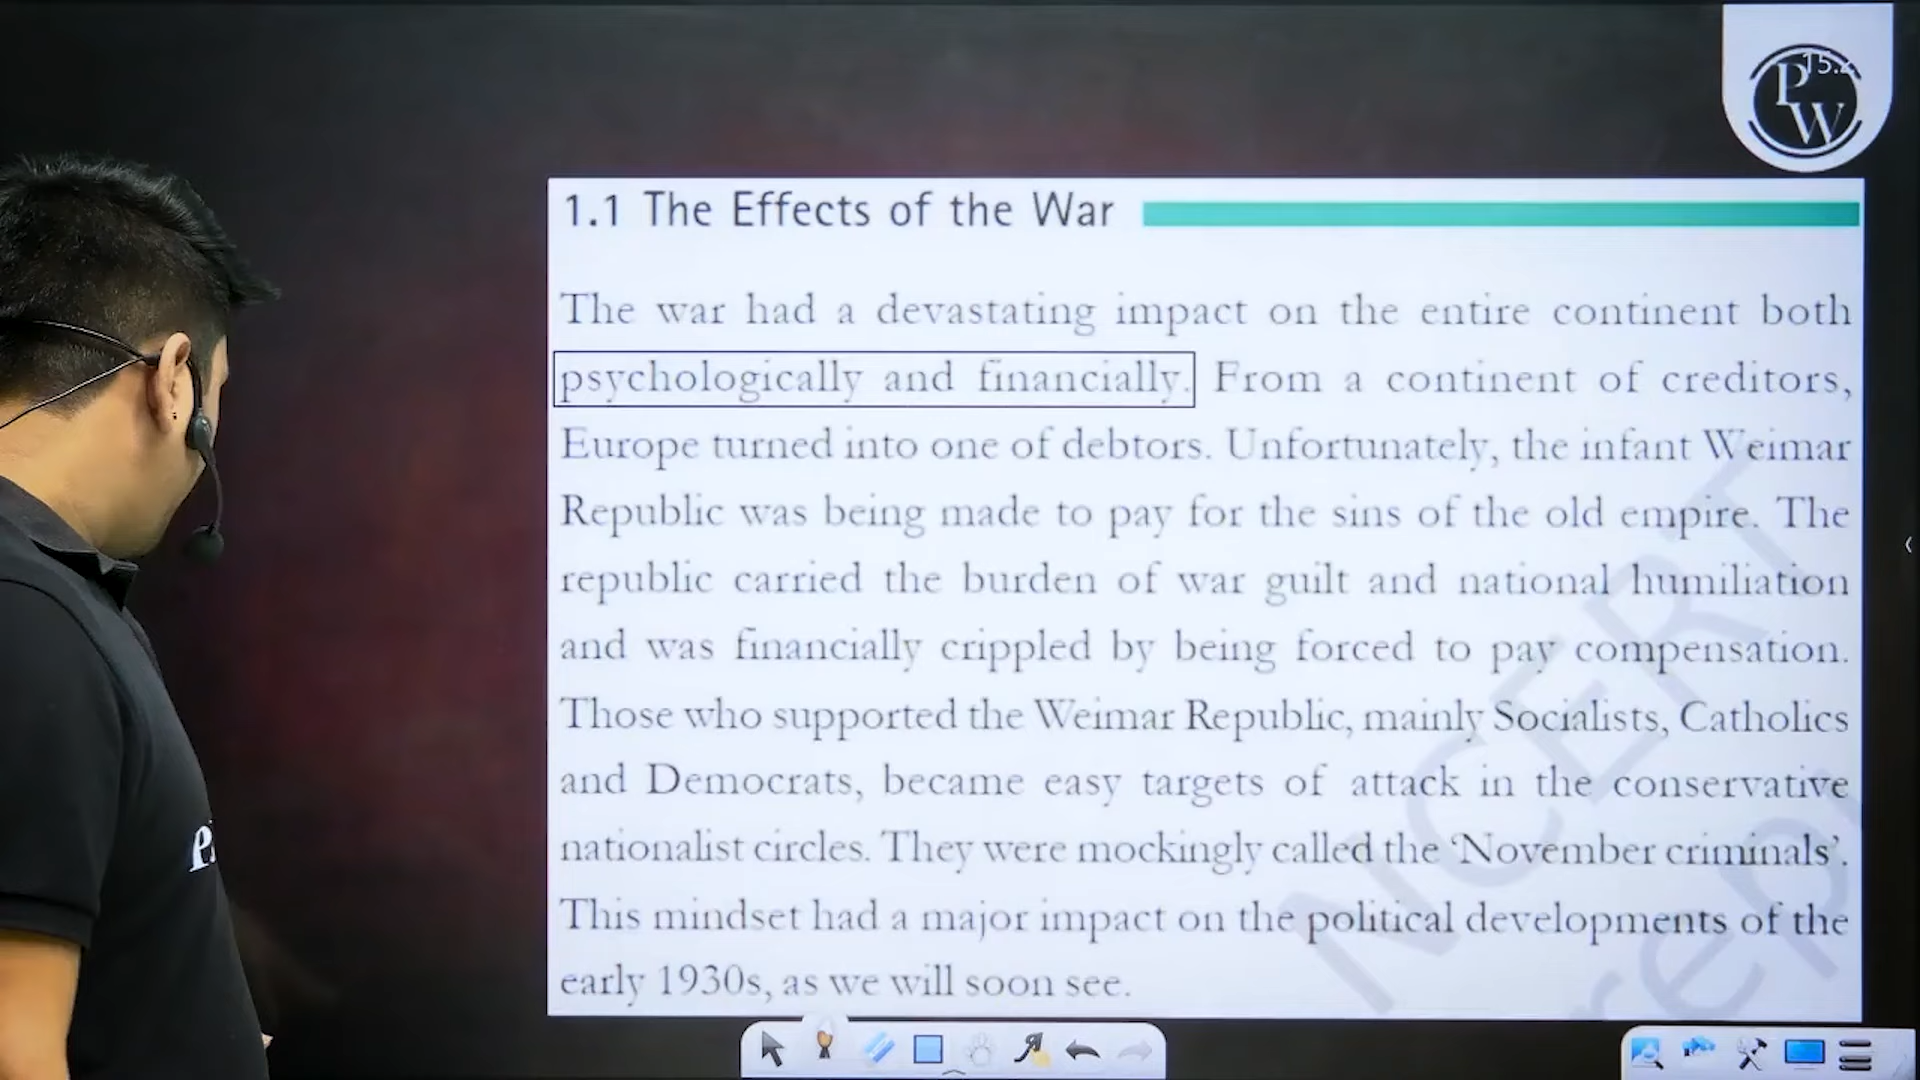 15.
PW
1.1 The Effects of the War
The war had a devastating impact on the entire continent both
psychologically and financially. From a continent of creditors,
Europe turned into one of debtors. Unfortunately, the infant Weimar
Republic was being made to pay for the sins of the old empire. The
republic carried the burden of war guilt and national humiliation
and was financially crippled by being forced to pay compensation.
Those who supported the Weimar Republic, mainly Socialists, Catholics
and Democrats, became easy targets of attack in the conservative
nationalist circles. They were mockingly called the ‘November criminals’.
This mindset had a major impact on the political developments of the
early 1930s, as we will soon see.
NCERT